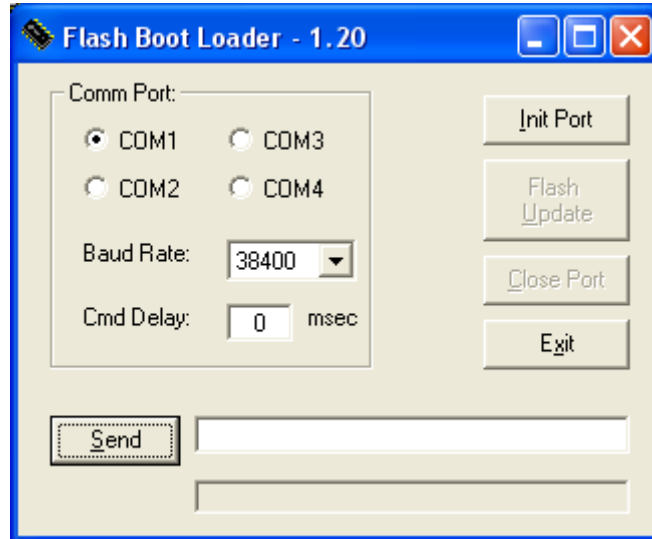 Flash Boot Loader - 1.20
Comm Port:
COM1 COM3
COM2 COM4
Baud Rate: 38400
Cmd Delay: 0 msec
Init Port
Flash
Update
Close Port
Exit
Send